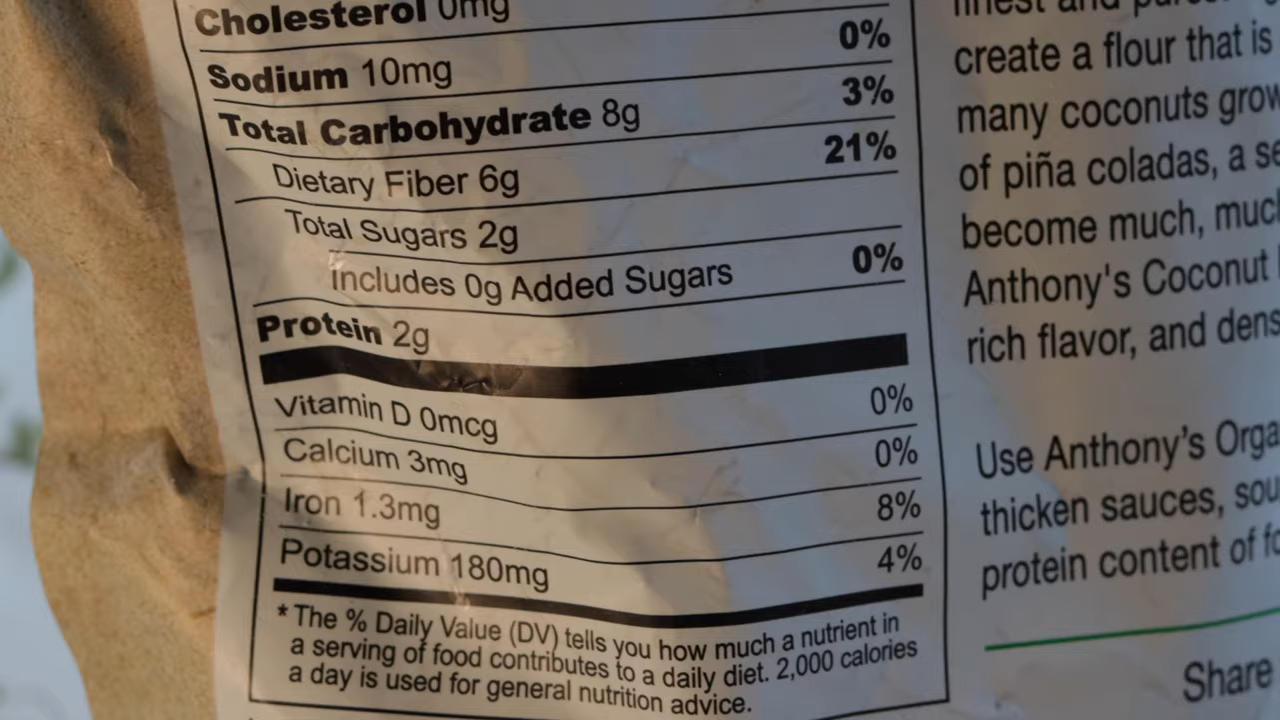 Cholesterol 0mg
Sodium 10mg 0%
Total Carbohydrate 8g 3%
Dietary Fiber 6g 21%
Total Sugars 2g
Includes 0g Added Sugars 0%
Protein 2g
Vitamin D 0mcg 0%
Calcium 3mg 0%
Iron 1.3mg 8%
Potassium 180mg 4%
* The % Daily Value (DV) tells you how much a nutrient in
a serving of food contributes to a daily diet. 2,000 calories
a day is used for general nutrition advice.
finest and
create a flour that is
many coconuts grow
of piña coladas, a
become much,
Anthony's Coconut
rich flavor, and
Use Anthony's
thicken sauces,
protein content of
Share